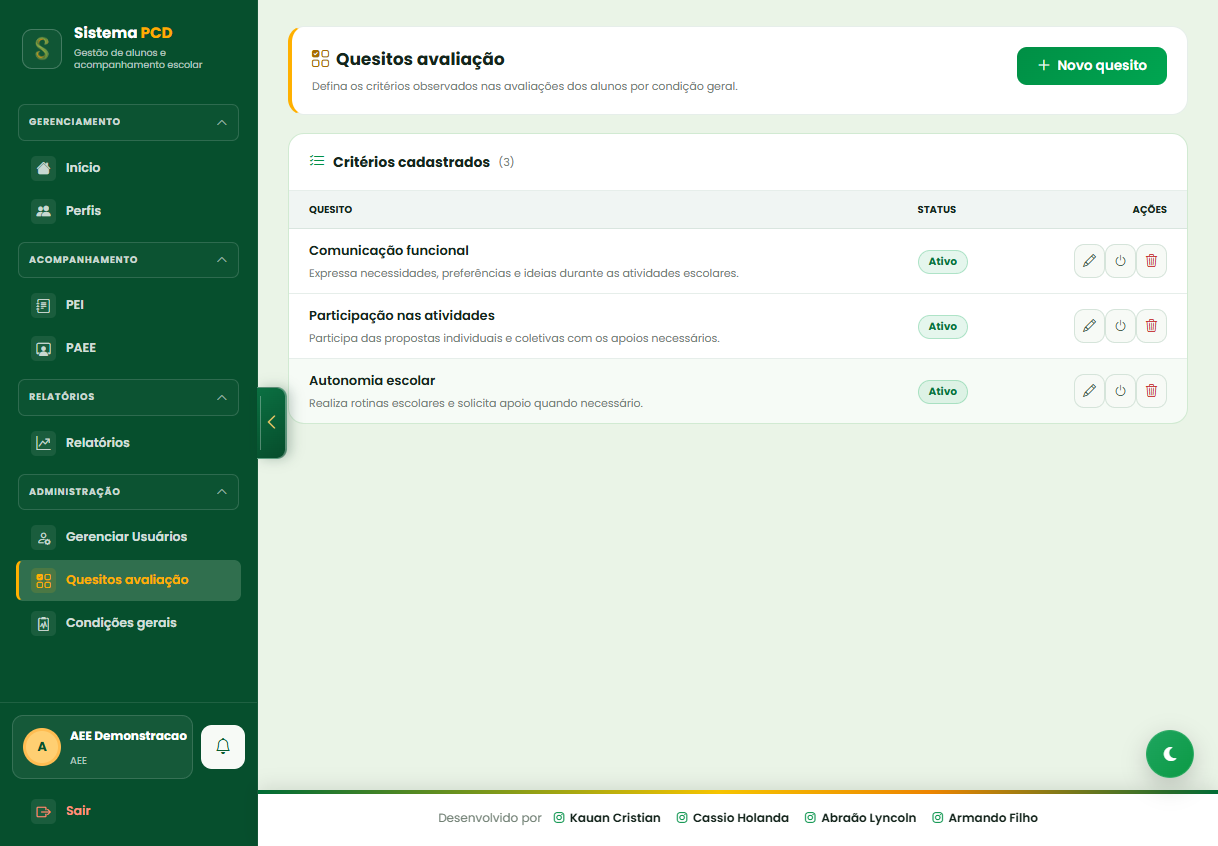 Sistema PCD
Gestão de alunos e
acompanhamento escolar
GERENCIAMENTO
Início
Perfis
ACOMPANHAMENTO
PEI
PAEE
RELATÓRIOS
Relatórios
ADMINISTRAÇÃO
Gerenciar Usuários
Quesitos avaliação
Condições gerais
A
AEE Demonstracao
AEE
Sair
Quesitos avaliação
Defina os critérios observados nas avaliações dos alunos por condição geral.
Novo quesito
Critérios cadastrados (3)
QUESITO STATUS AÇÕES
Comunicação funcional
Expressa necessidades, preferências e ideias durante as atividades escolares.
Ativo
Participação nas atividades
Participa das propostas individuais e coletivas com os apoios necessários.
Ativo
Autonomia escolar
Realiza rotinas escolares e solicita apoio quando necessário.
Ativo
Desenvolvido por Kauan Cristian Cassio Holanda Abraão Lyncoln Armando Filho